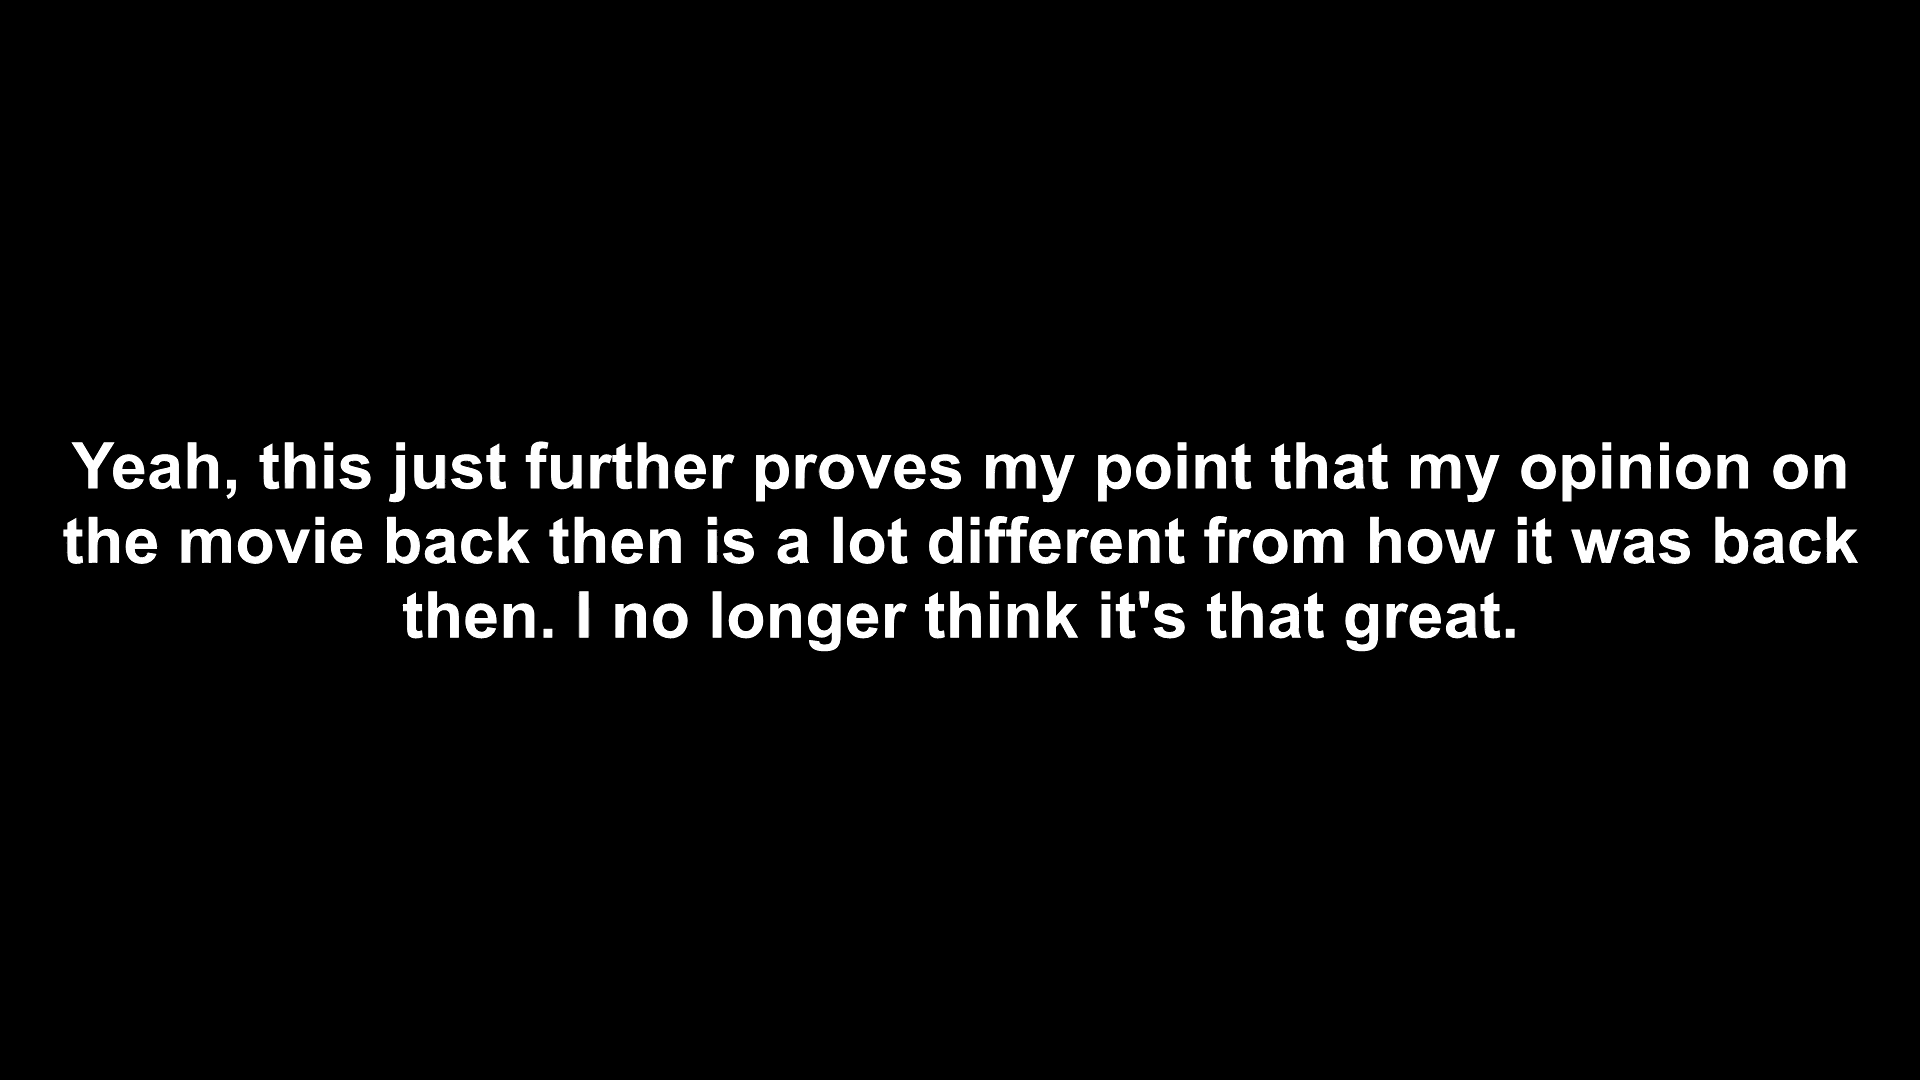 Yeah, this just further proves my point that my opinion on
the movie back then is a lot different from how it was back
then. I no longer think it's that great.